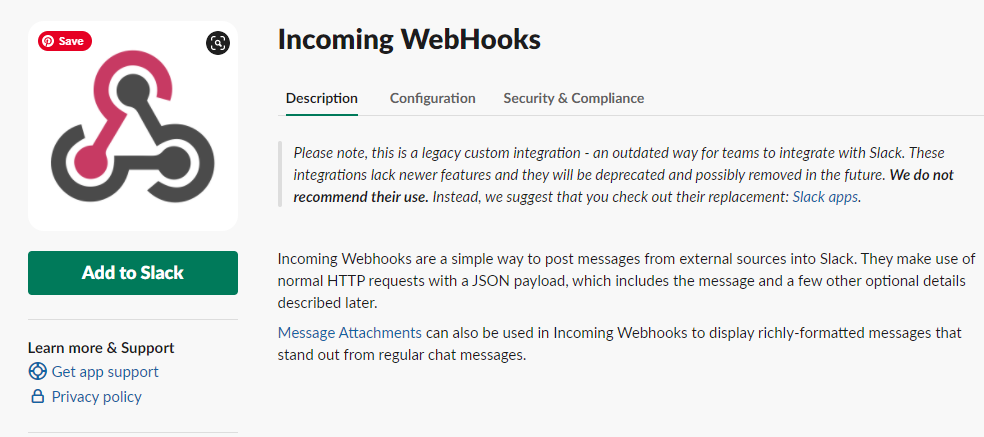 Save
Incoming WebHooks
Description Configuration Security & Compliance
Please note, this is a legacy custom integration - an outdated way for teams to integrate with Slack. These
integrations lack newer features and they will be deprecated and possibly removed in the future. We do not
recommend their use. Instead, we suggest that you check out their replacement: Slack apps.
Add to Slack
Incoming Webhooks are a simple way to post messages from external sources into Slack. They make use of
normal HTTP requests with a JSON payload, which includes the message and a few other optional details
described later.
Message Attachments can also be used in Incoming Webhooks to display richly-formatted messages that
stand out from regular chat messages.
Learn more & Support
Get app support
Privacy policy